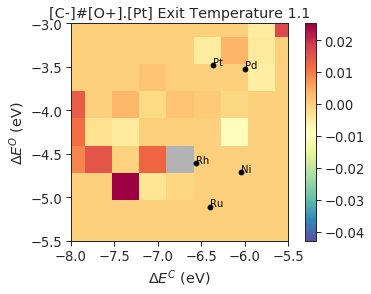 [C-]#[O+].[Pt] Exit Temperature 1.1
−3.0
−3.5
−4.0
−4.5
−5.0
−5.5
ΔE^O (eV)
Pt
Pd
Rh
Ni
Ru
−8.0 −7.5 −7.0 −6.5 −6.0 −5.5
ΔE^C (eV)
0.02
0.01
0.00
−0.01
−0.02
−0.03
−0.04